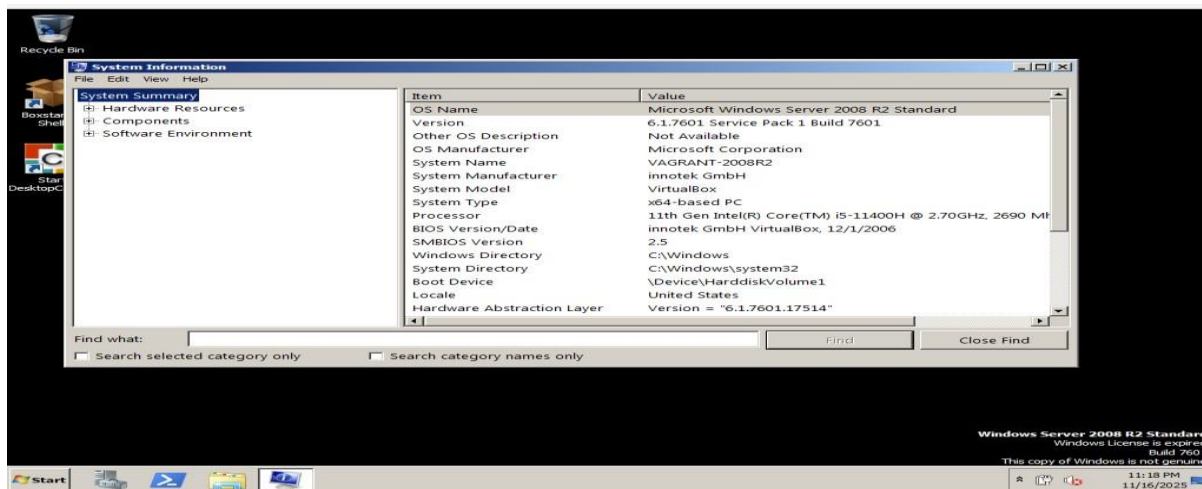 Recycle Bin
Boxstar
Shell
Start
DesktopC
System Information
File Edit View Help
System Summary
Hardware Resources
Components
Software Environment
Item Value
OS Name Microsoft Windows Server 2008 R2 Standard
Version 6.1.7601 Service Pack 1 Build 7601
Other OS Description Not Available
OS Manufacturer Microsoft Corporation
System Name VAGRANT-2008R2
System Manufacturer innotek GmbH
System Model VirtualBox
System Type x64-based PC
Processor 11th Gen Intel(R) Core(TM) i5-11400H @ 2.70GHz, 2690 Mh
BIOS Version/Date innotek GmbH VirtualBox, 12/1/2006
SMBIOS Version 2.5
Windows Directory C:\Windows
System Directory C:\Windows\system32
Boot Device \Device\HarddiskVolume1
Locale United States
Hardware Abstraction Layer Version = "6.1.7601.17514"
Find what: Find Close Find
Search selected category only Search category names only
Windows Server 2008 R2 Standard
Windows License is expired
Build 760
This copy of Windows is not genuine
Start
11:18 PM
11/16/2025